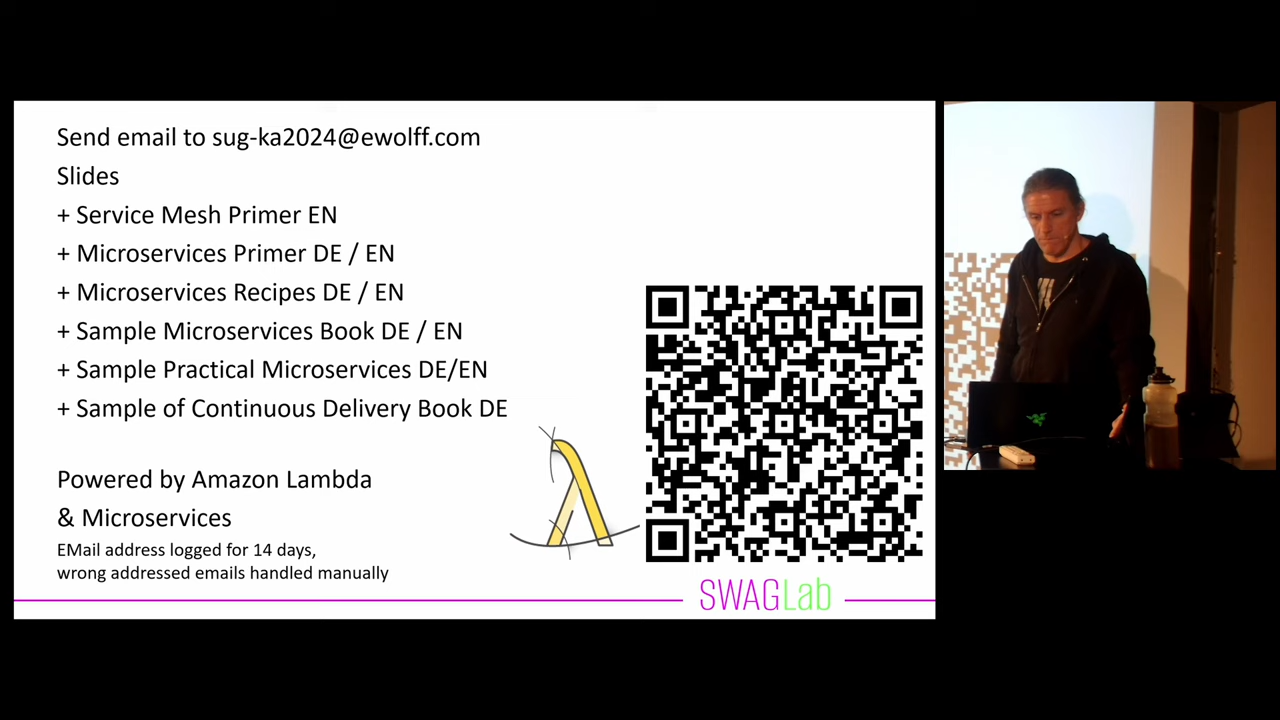 Send email to sug-ka2024@ewolff.com
Slides
+ Service Mesh Primer EN
+ Microservices Primer DE / EN
+ Microservices Recipes DE / EN
+ Sample Microservices Book DE / EN
+ Sample Practical Microservices DE/EN
+ Sample of Continuous Delivery Book DE
Powered by Amazon Lambda
& Microservices
EMail address logged for 14 days,
wrong addressed emails handled manually
SWAGLab